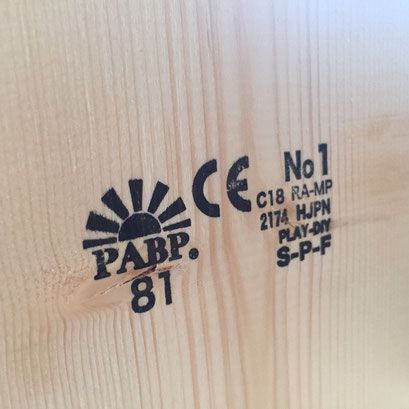 PABP.®
81
CE
No 1
C18 RA-MP
2174 HJPN
PLAY-DIY
S-P-F